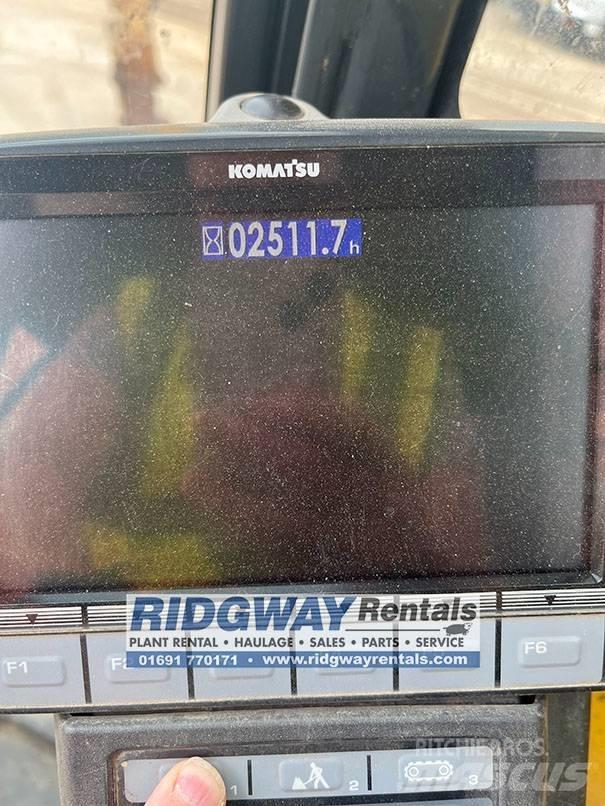 KOMATSU
02511.7h
RIDGWAY Rentals
PLANT RENTAL • HAULAGE • SALES • PARTS • SERVICE
01691 770171 • www.ridgwayrentals.com
F1 F2 F6
1 2 3
RITCHIE BROS.
MASCUS